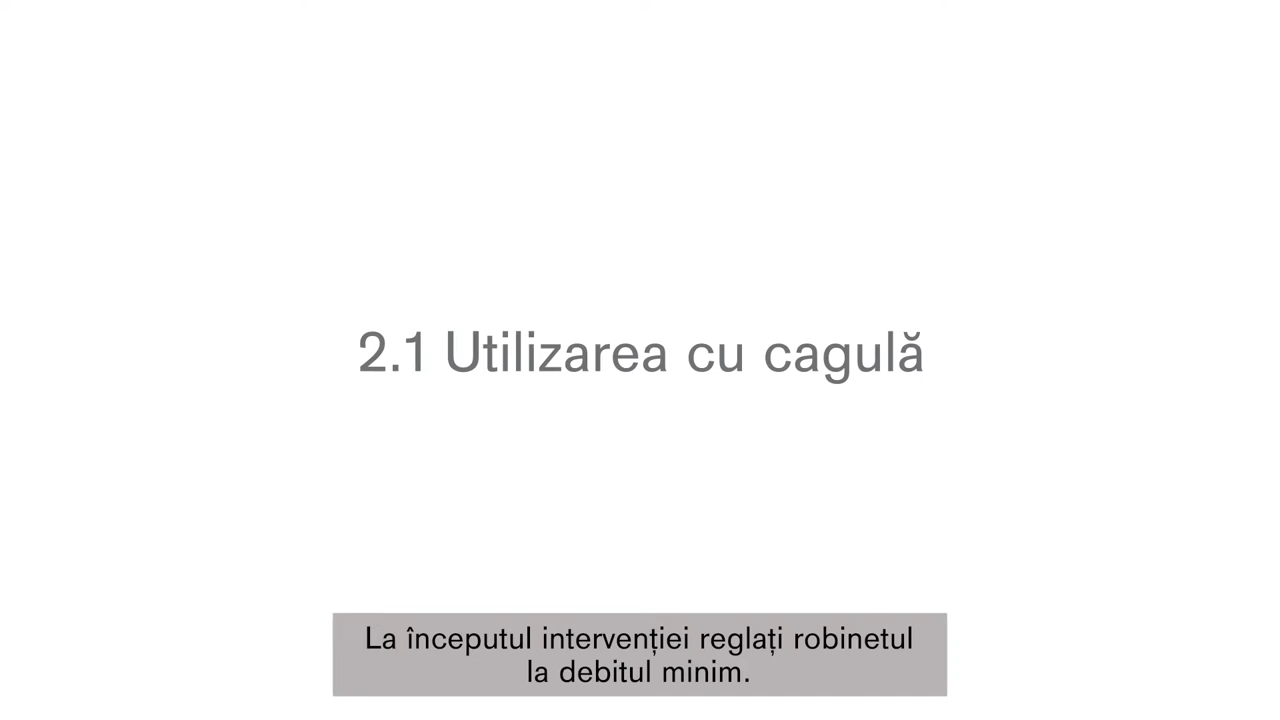 2.1 Utilizarea cu cagulă
La începutul intervenției reglați robinetul
la debitul minim.